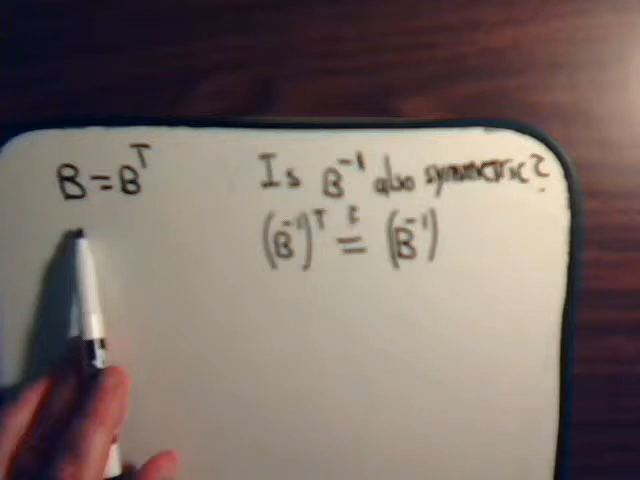 B = B^T
Is B^-1 also symmetric?
(B^-1)^T ?= (B^-1)